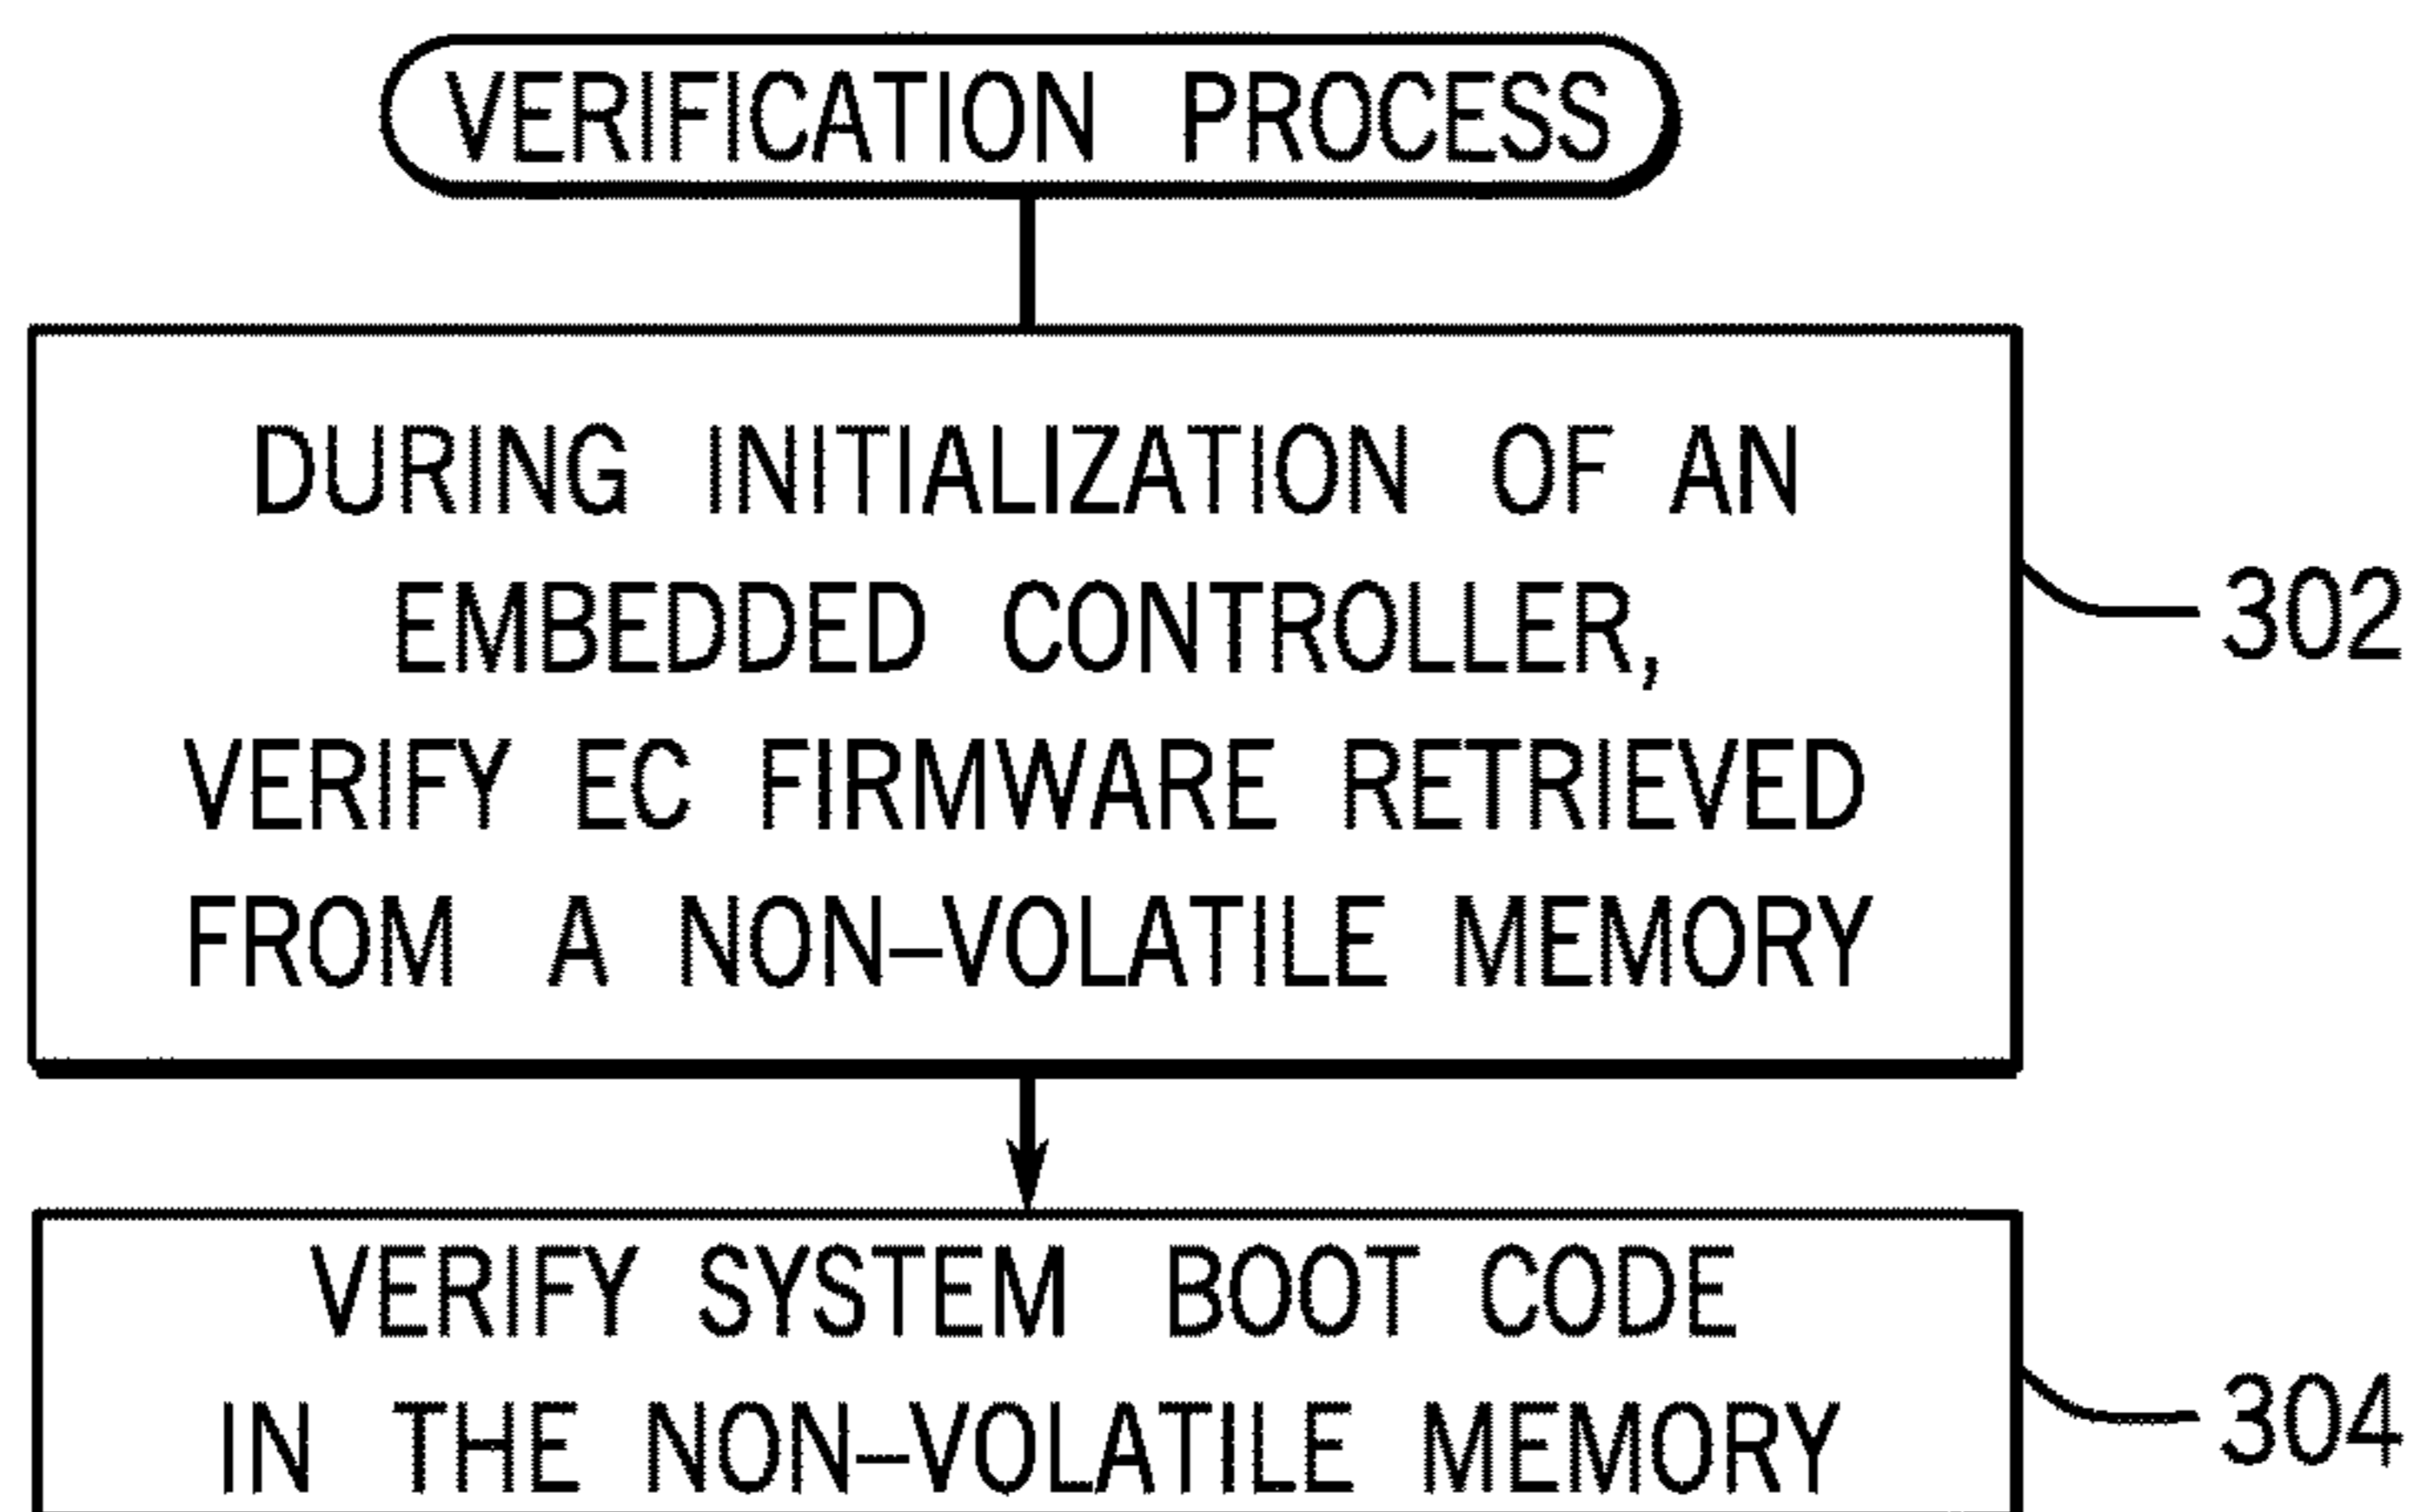 VERIFICATION PROCESS
DURING INITIALIZATION OF AN
EMBEDDED CONTROLLER,
VERIFY EC FIRMWARE RETRIEVED
FROM A NON–VOLATILE MEMORY
302
VERIFY SYSTEM BOOT CODE
IN THE NON–VOLATILE MEMORY
304